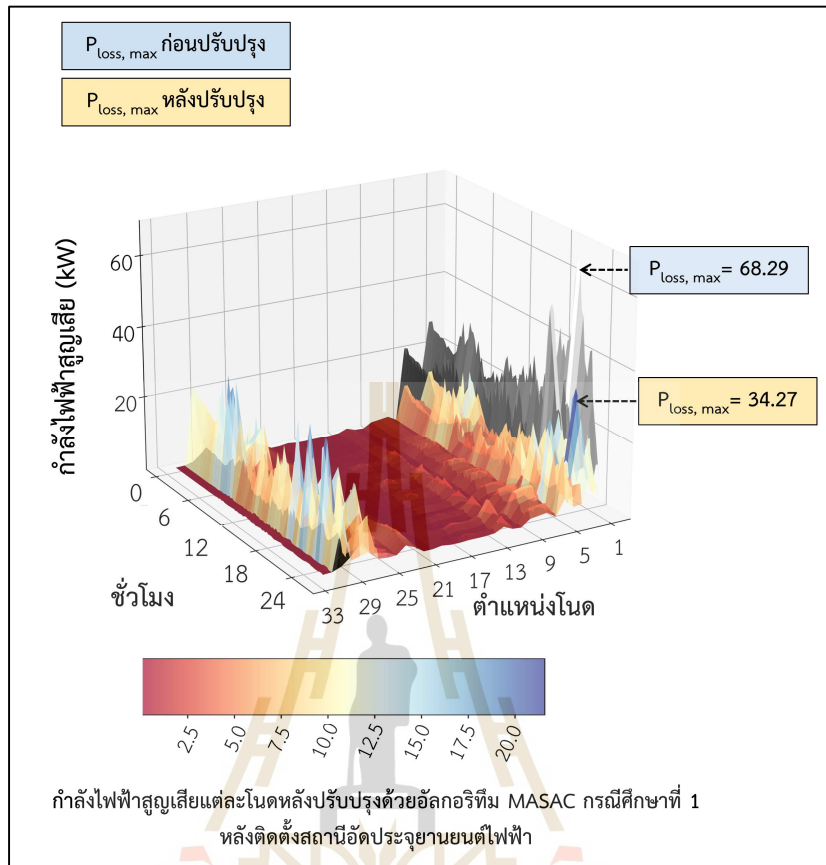 P_loss, max ก่อนปรับปรุง
P_loss, max หลังปรับปรุง
กำลังไฟฟ้าสูญเสีย (kW)
60
40
20
P_loss, max = 68.29
P_loss, max = 34.27
0
6
12
18
24
ชั่วโมง
33
29
25
21
17
13
9
5
1
ตำแหน่งโนด
2.5
5.0
7.5
10.0
12.5
15.0
17.5
20.0
กำลังไฟฟ้าสูญเสียแต่ละโนดหลังปรับปรุงด้วยอัลกอริทึม MASAC กรณีศึกษาที่ 1
หลังติดตั้งสถานีอัดประจุยานยนต์ไฟฟ้า